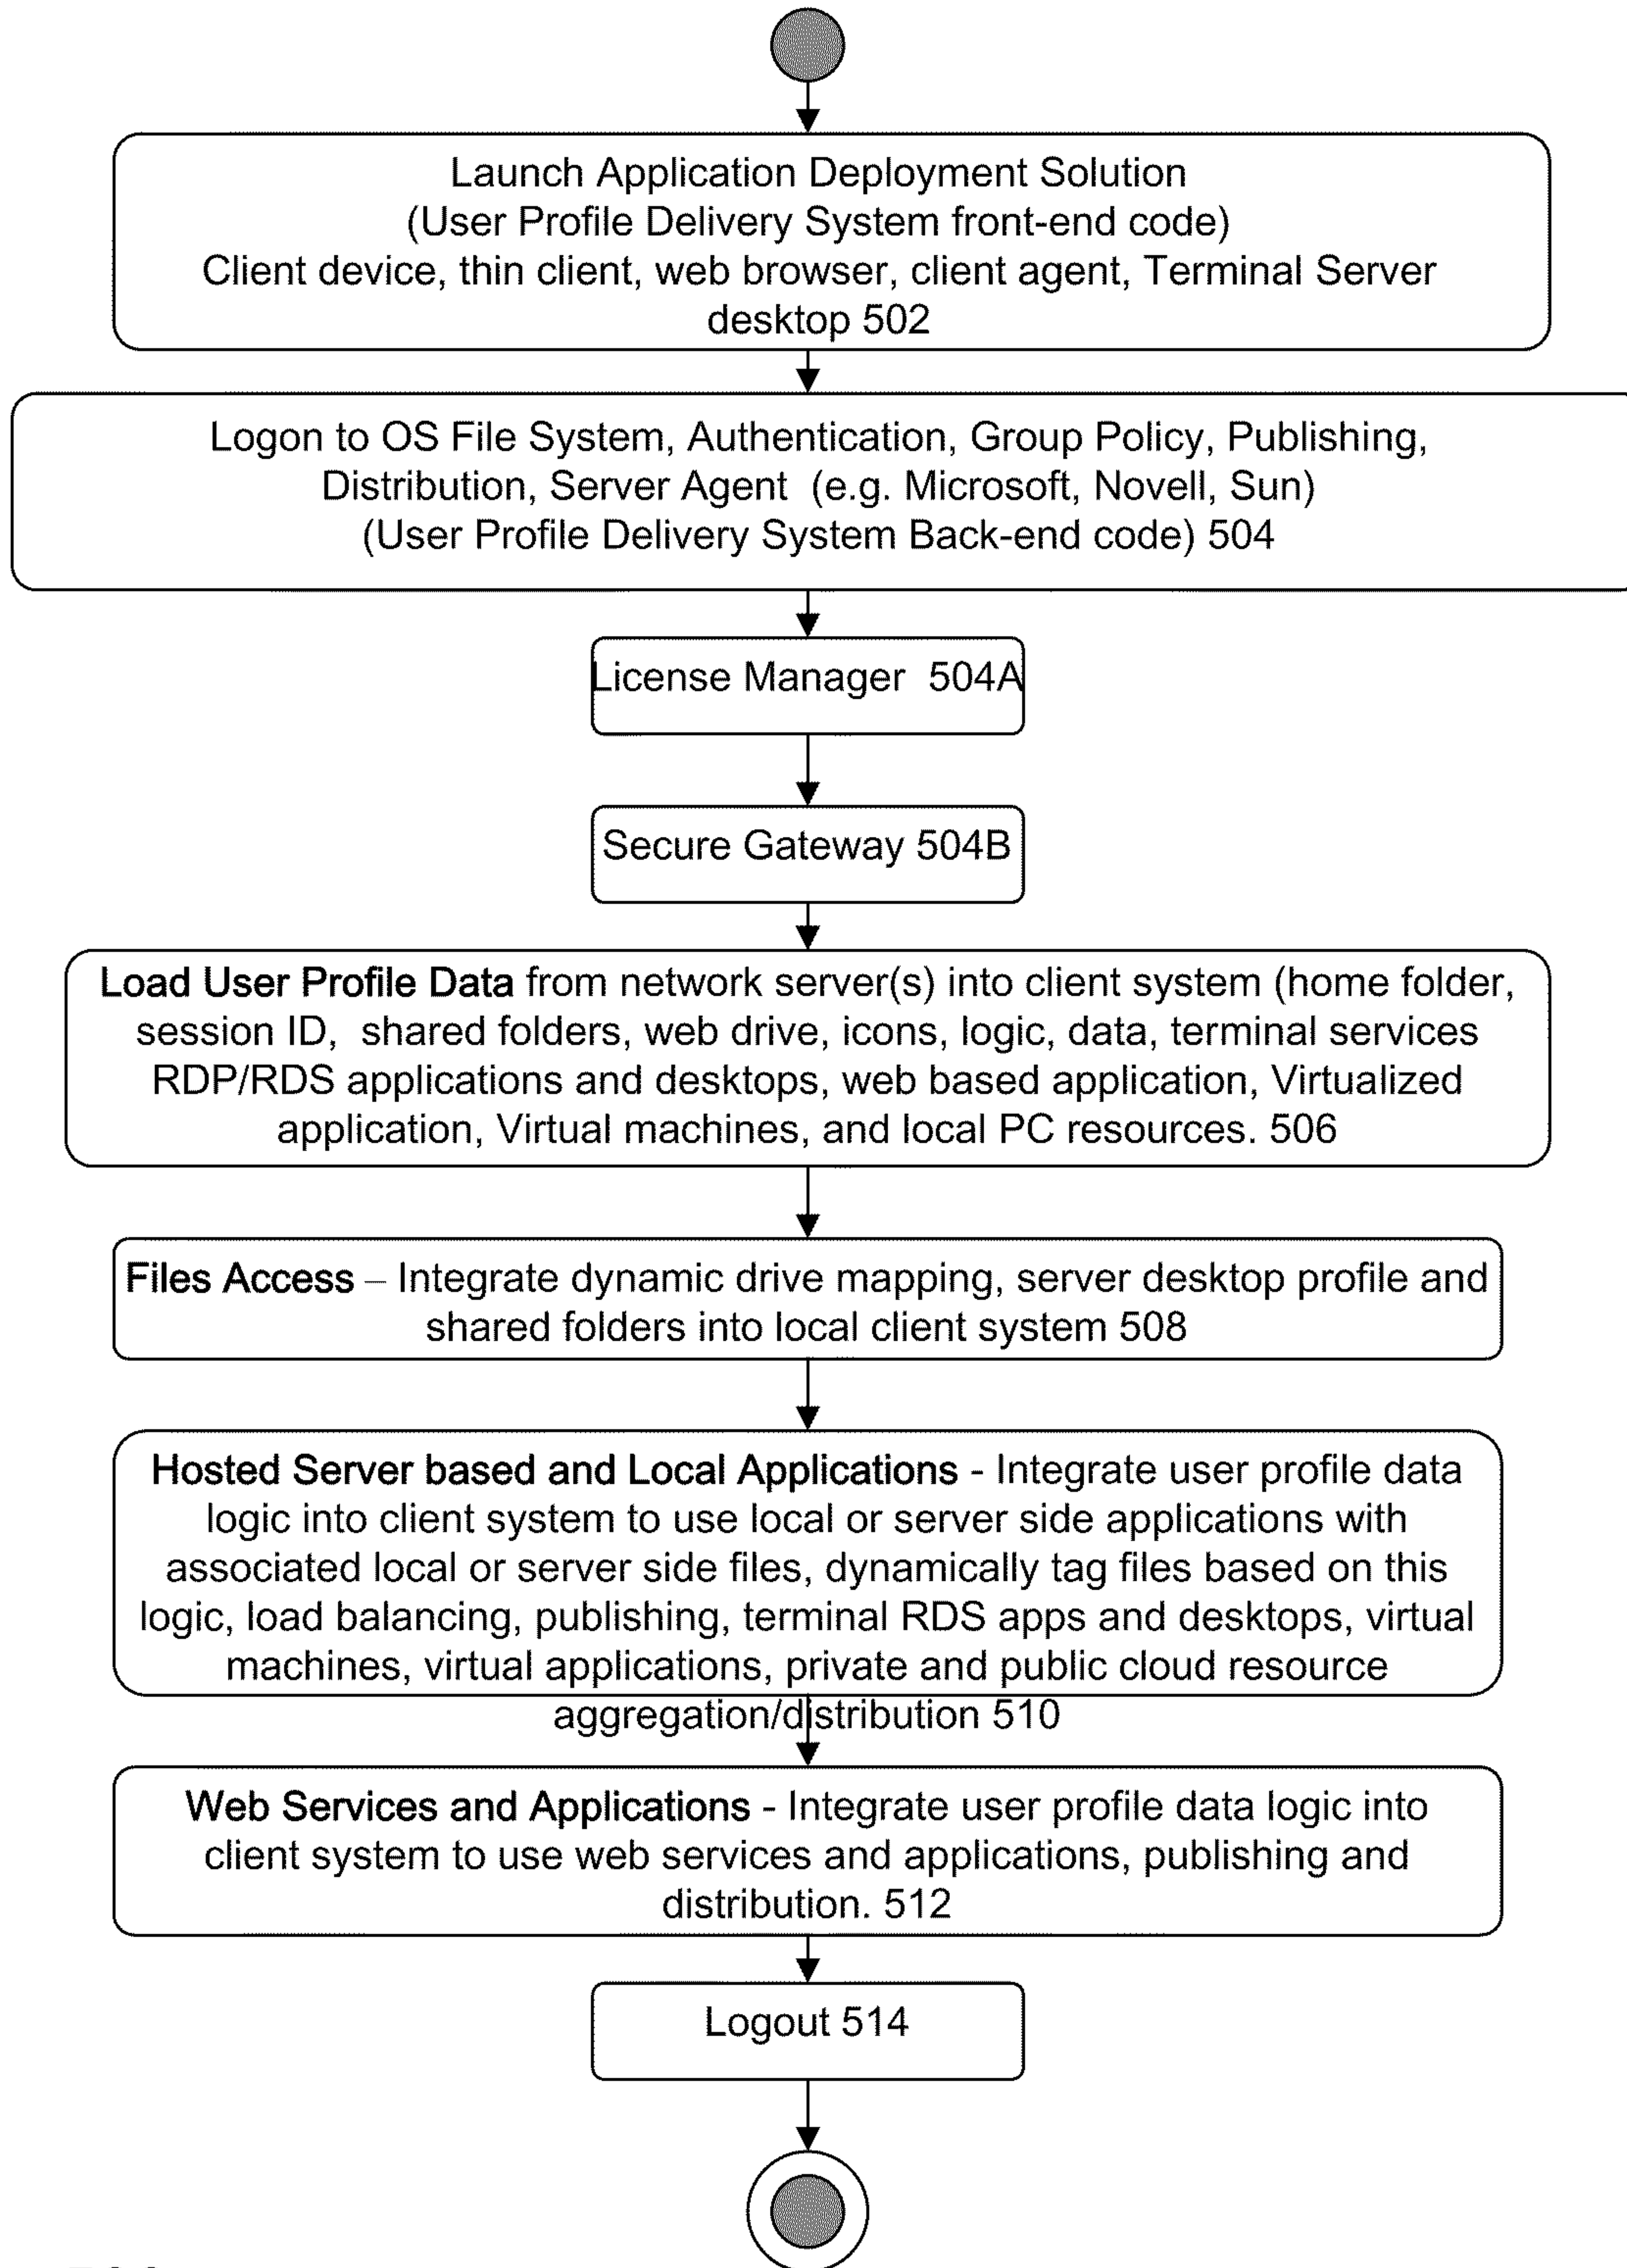 Launch Application Deployment Solution
(User Profile Delivery System front-end code)
Client device, thin client, web browser, client agent, Terminal Server
desktop 502
Logon to OS File System, Authentication, Group Policy, Publishing,
Distribution, Server Agent  (e.g. Microsoft, Novell, Sun)
(User Profile Delivery System Back-end code) 504
License Manager  504A
Secure Gateway 504B
Load User Profile Data from network server(s) into client system (home folder,
session ID,  shared folders, web drive, icons, logic, data, terminal services
RDP/RDS applications and desktops, web based application, Virtualized
application, Virtual machines, and local PC resources. 506
Files Access – Integrate dynamic drive mapping, server desktop profile and
shared folders into local client system 508
Hosted Server based and Local Applications - Integrate user profile data
logic into client system to use local or server side applications with
associated local or server side files, dynamically tag files based on this
logic, load balancing, publishing, terminal RDS apps and desktops, virtual
machines, virtual applications, private and public cloud resource
aggregation/distribution 510
Web Services and Applications - Integrate user profile data logic into
client system to use web services and applications, publishing and
distribution. 512
Logout 514